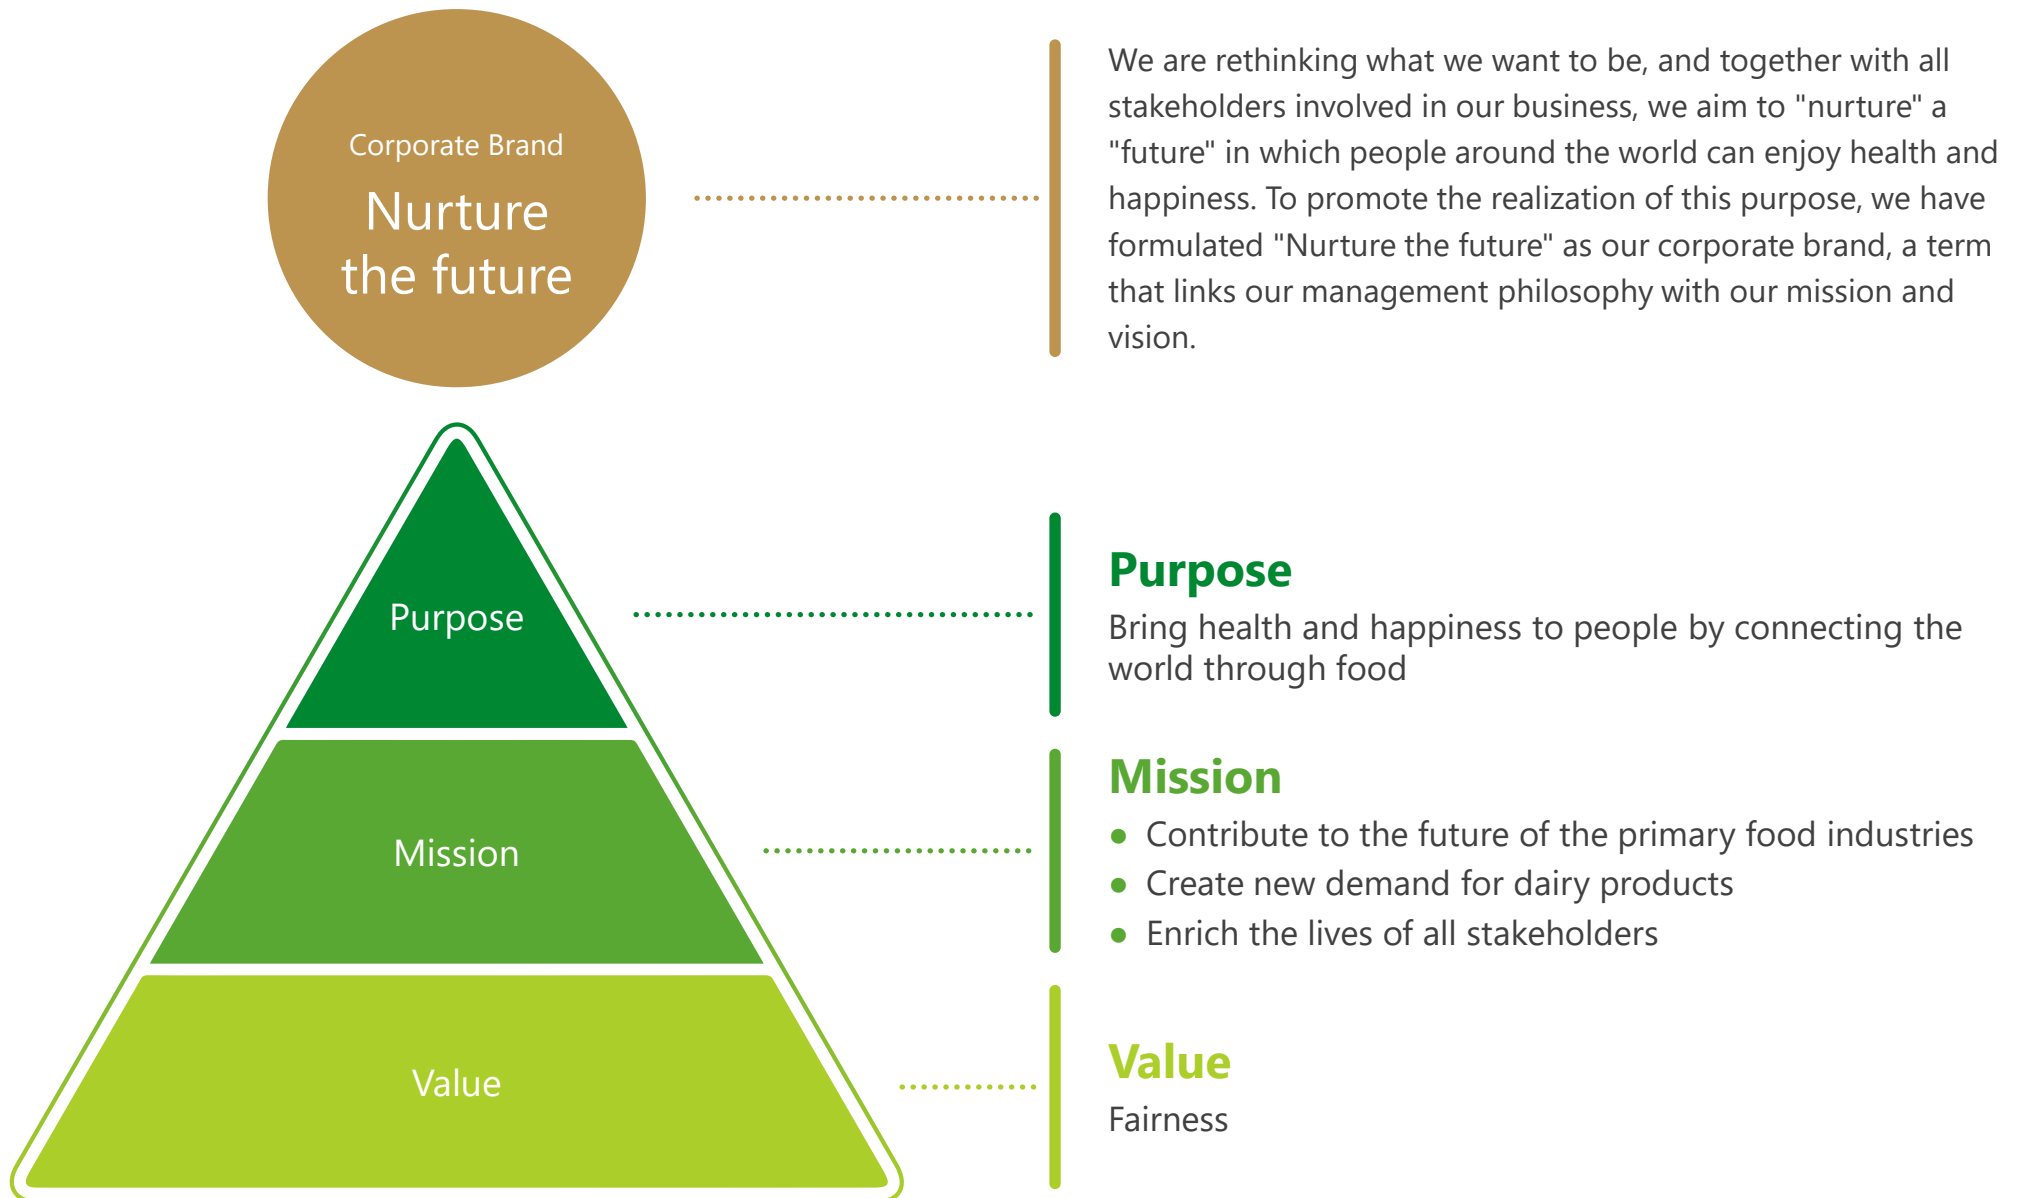 Corporate Brand
Nurture
the future
We are rethinking what we want to be, and together with all
stakeholders involved in our business, we aim to "nurture" a
"future" in which people around the world can enjoy health and
happiness. To promote the realization of this purpose, we have
formulated "Nurture the future" as our corporate brand, a term
that links our management philosophy with our mission and
vision.
Purpose
Purpose
Bring health and happiness to people by connecting the
world through food
Mission
Mission
● Contribute to the future of the primary food industries
● Create new demand for dairy products
● Enrich the lives of all stakeholders
Value
Value
Fairness